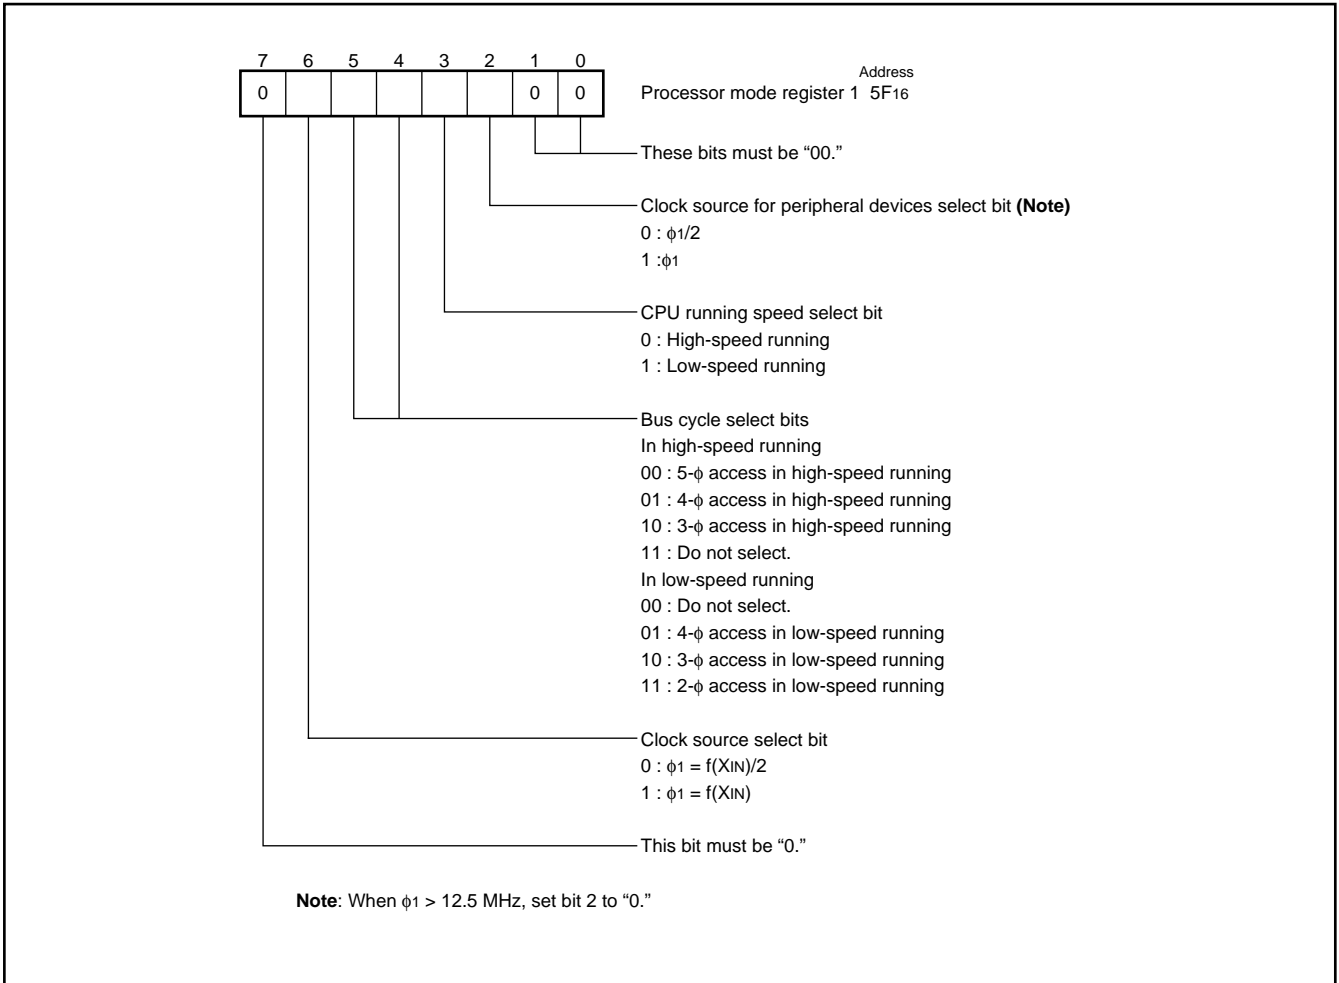 7 6 5 4 3 2 1 0
Address
0 0 0
Processor mode register 1 5F16
These bits must be “00.”
Clock source for peripheral devices select bit (Note)
0 : ϕ1/2
1 :ϕ1
CPU running speed select bit
0 : High-speed running
1 : Low-speed running
Bus cycle select bits
In high-speed running
00 : 5-ϕ access in high-speed running
01 : 4-ϕ access in high-speed running
10 : 3-ϕ access in high-speed running
11 : Do not select.
In low-speed running
00 : Do not select.
01 : 4-ϕ access in low-speed running
10 : 3-ϕ access in low-speed running
11 : 2-ϕ access in low-speed running
Clock source select bit
0 : ϕ1 = f(XIN)/2
1 : ϕ1 = f(XIN)
This bit must be “0.”
Note: When ϕ1 > 12.5 MHz, set bit 2 to “0.”